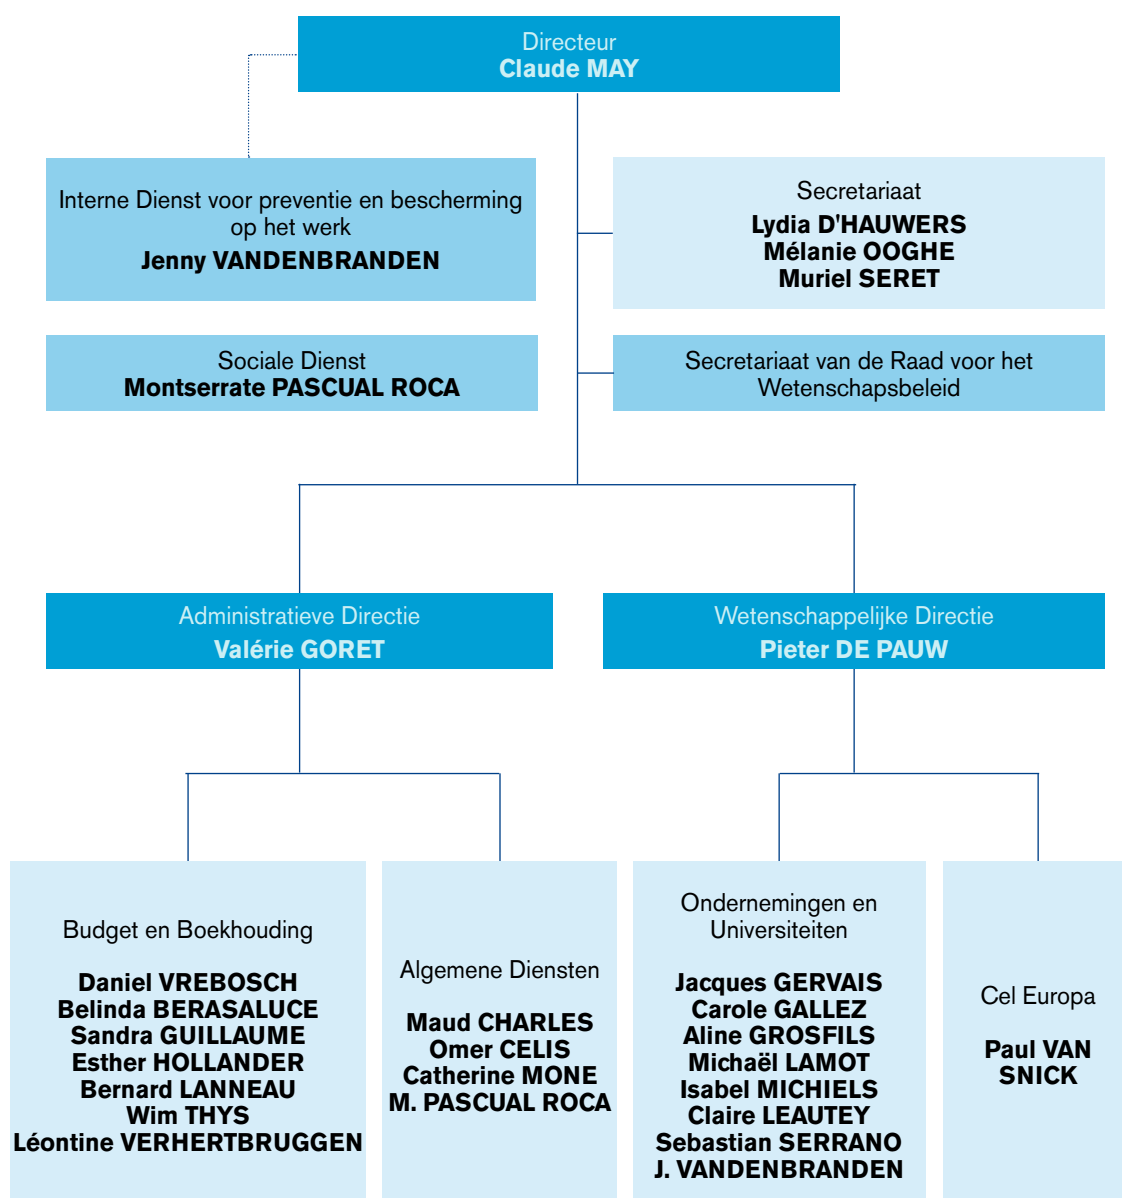 Directeur
Claude MAY
Interne Dienst voor preventie en bescherming
op het werk
Jenny VANDENBRANDEN
Secretariaat
Lydia D'HAUWERS
Mélanie OOGHE
Muriel SERET
Sociale Dienst
Montserrate PASCUAL ROCA
Secretariaat van de Raad voor het
Wetenschapsbeleid
Administratieve Directie
Valérie GORET
Wetenschappelijke Directie
Pieter DE PAUW
Budget en Boekhouding
Daniel VREBOSCH
Belinda BERASALUCE
Sandra GUILLAUME
Esther HOLLANDER
Bernard LANNEAU
Wim THYS
Léontine VERHERTBRUGGEN
Algemene Diensten
Maud CHARLES
Omer CELIS
Catherine MONE
M. PASCUAL ROCA
Ondernemingen en
Universiteiten
Jacques GERVAIS
Carole GALLEZ
Aline GROSFILS
Michaël LAMOT
Isabel MICHIELS
Claire LEAUTEY
Sebastian SERRANO
J. VANDENBRANDEN
Cel Europa
Paul VAN
SNICK